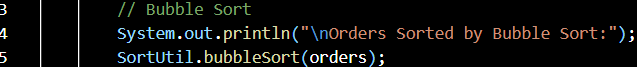 3 // Bubble Sort
4 System.out.println("\nOrders Sorted by Bubble Sort:");
5 SortUtil.bubbleSort(orders);